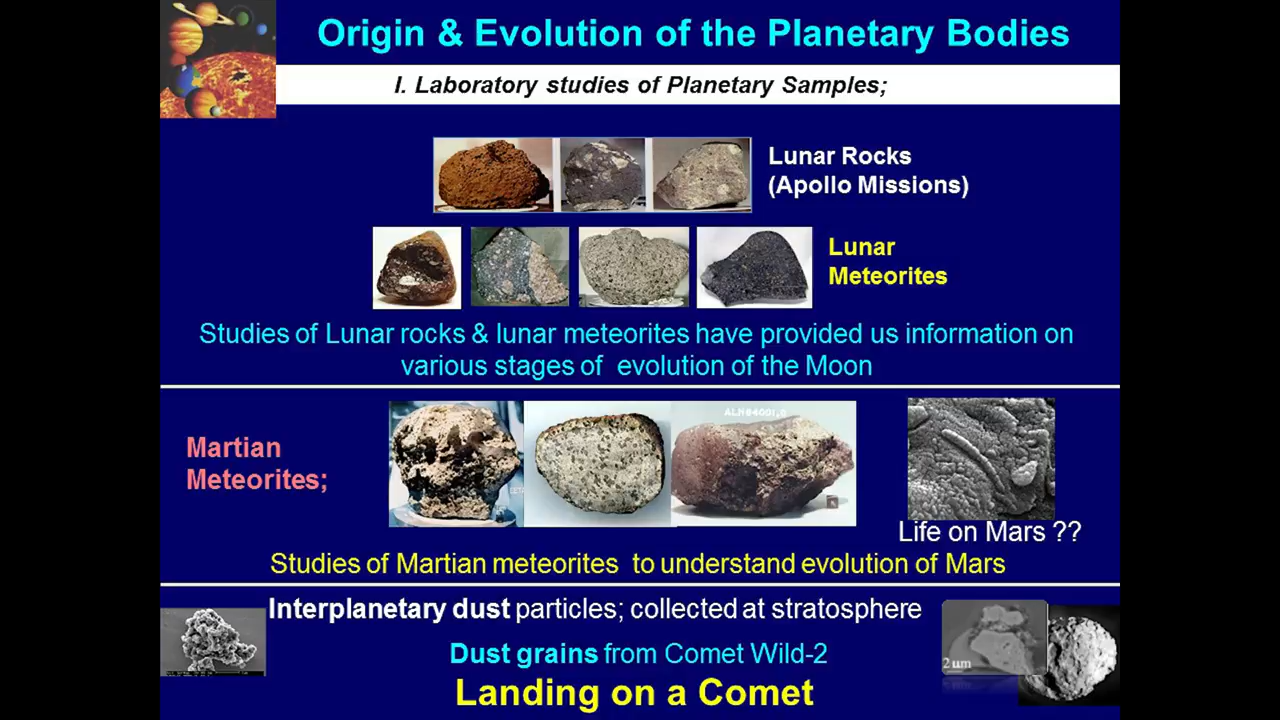 Origin & Evolution of the Planetary Bodies
I. Laboratory studies of Planetary Samples;
Lunar Rocks
(Apollo Missions)
Lunar
Meteorites
Studies of Lunar rocks & lunar meteorites have provided us information on
various stages of evolution of the Moon
ALH84001,0
Martian
Meteorites;
Life on Mars ??
Studies of Martian meteorites to understand evolution of Mars
Interplanetary dust particles; collected at stratosphere
Dust grains from Comet Wild-2
2 um
Landing on a Comet